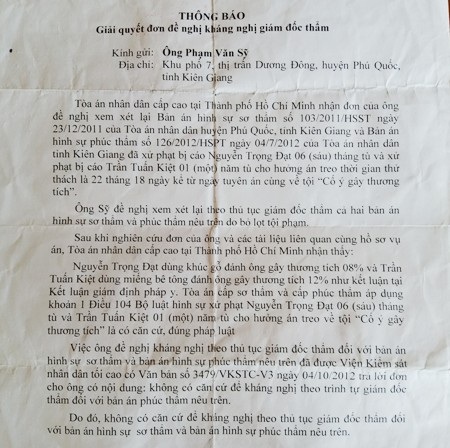 THÔNG BÁO
Giải quyết đơn đề nghị kháng nghị giám đốc thẩm
Kính gửi: Ông Phạm Văn Sỹ
Địa chỉ: Khu phố 7, thị trấn Dương Đông, huyện Phú Quốc,
tỉnh Kiên Giang
Tòa án nhân dân cấp cao tại Thành phố Hồ Chí Minh nhận đơn của ông
đề nghị xem xét lại Bản án hình sự sơ thẩm số 103/2011/HSST ngày
23/12/2011 của Tòa án nhân dân huyện Phú Quốc, tỉnh Kiên Giang và Bản án
hình sự phúc thẩm số 126/2012/HSPT ngày 04/7/2012 của Tòa án nhân dân
tỉnh Kiên Giang đã xử phạt bị cáo Nguyễn Trọng Đạt 06 (sáu) tháng tù và xử
phạt bị cáo Trần Tuấn Kiệt 01 (một) năm tù cho hưởng án treo thời gian thử
thách là 22 tháng 18 ngày kể từ ngày tuyên án cùng về tội “Cố ý gây thương
tích”.
Ông Sỹ đề nghị xem xét lại theo thủ tục giám đốc thẩm cả hai bản án
hình sự sơ thẩm và phúc thẩm nêu trên do bỏ lọt tội phạm.
Sau khi nghiên cứu đơn của ông và các tài liệu liên quan cùng hồ sơ vụ
án, Tòa án nhân dân cấp cao tại Thành phố Hồ Chí Minh nhận thấy:
Nguyễn Trọng Đạt dùng khúc gỗ đánh ông gây thương tích 08% và Trần
Tuấn Kiệt dùng miếng bê tông đánh ông gây thương tích 12% như kết luận tại
Kết luận giám định pháp y. Tòa án cấp sơ thẩm và cấp phúc thẩm áp dụng
khoản 1 Điều 104 Bộ luật hình sự xử phạt Nguyễn Trọng Đạt 06 (sáu) tháng
tù và Trần Tuấn Kiệt 01 (một) năm tù cho hưởng án treo về tội “Cố ý gây
thương tích” là có căn cứ, đúng pháp luật
Việc ông đề nghị kháng nghị theo thủ tục giám đốc thẩm đối với bản án
hình sự sơ thẩm và bản án hình sự phúc thẩm nêu trên đã được Viện Kiểm sát
nhân dân tối cao có Văn bản số 3479/VKSTC-V3 ngày 04/10/2012 trả lời đơn
cho ông có nội dung: không có căn cứ để kháng nghị theo trình tự giám đốc
thẩm đối với bản án phúc thẩm nêu trên.
Do đó, không có căn cứ để kháng nghị theo thủ tục giám đốc thẩm đối
với bản án hình sự sơ thẩm và bản án hình sự phúc thẩm nêu trên.